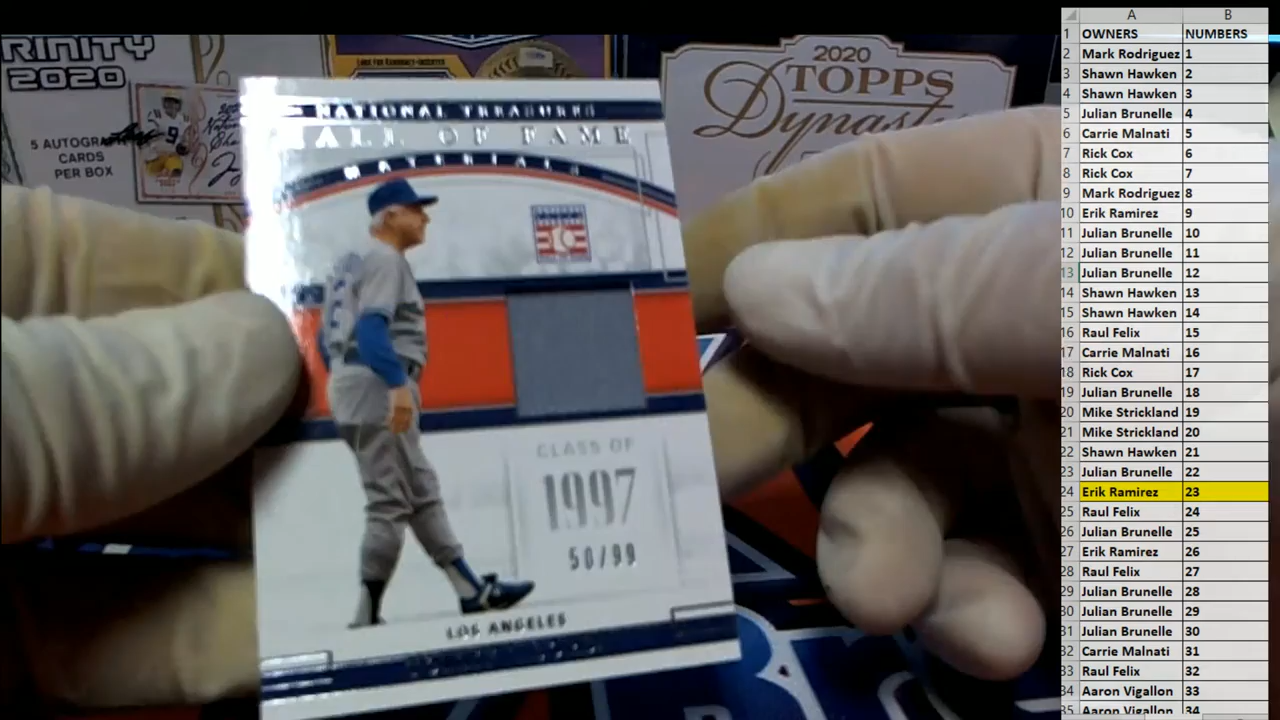 RINITY
2020
5 AUTOGRAPH
CARDS
PER BOX
2020
TOPPS
Dynasty
NATIONAL TREASURES
HALL OF FAME
MATERIALS
CLASS OF
1997
50/99
LOS ANGELES
A B
1 OWNERS NUMBERS
2 Mark Rodriguez 1
3 Shawn Hawken 2
4 Shawn Hawken 3
5 Julian Brunelle 4
6 Carrie Malnati 5
7 Rick Cox 6
8 Rick Cox 7
9 Mark Rodriguez 8
10 Erik Ramirez 9
11 Julian Brunelle 10
12 Julian Brunelle 11
13 Julian Brunelle 12
14 Shawn Hawken 13
15 Shawn Hawken 14
16 Raul Felix 15
17 Carrie Malnati 16
18 Rick Cox 17
19 Julian Brunelle 18
20 Mike Strickland 19
21 Mike Strickland 20
22 Shawn Hawken 21
23 Julian Brunelle 22
24 Erik Ramirez 23
25 Raul Felix 24
26 Julian Brunelle 25
27 Erik Ramirez 26
28 Raul Felix 27
29 Julian Brunelle 28
30 Julian Brunelle 29
31 Julian Brunelle 30
32 Carrie Malnati 31
33 Raul Felix 32
34 Aaron Vigallon 33
35 Aaron Vigallon 34